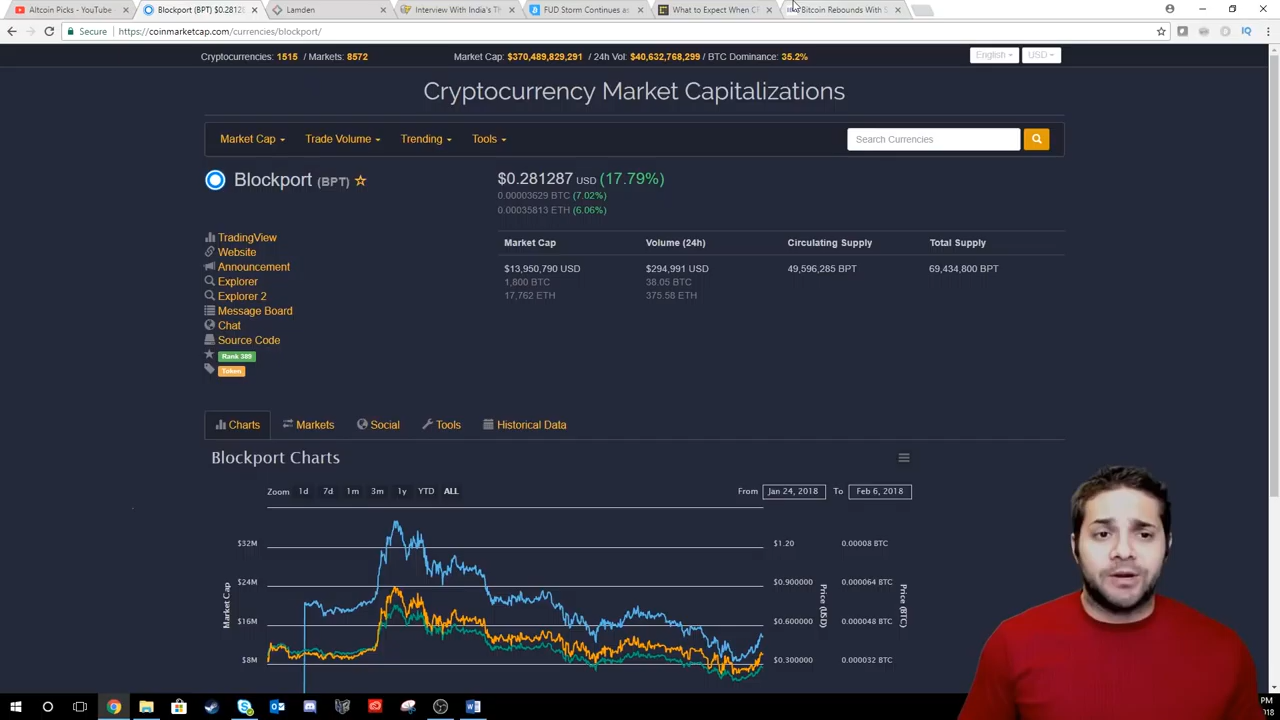 Altcoin Picks - YouTube
Blockport (BPT) $0.2812
Lamden
Interview With India's Th
FUD Storm Continues as
What to Expect When CF
Bitcoin Rebounds With S
Secure
https://coinmarketcap.com/currencies/blockport/
Cryptocurrencies: 1515 / Markets: 8572
Market Cap: $370,489,829,291 / 24h Vol: $40,632,768,299 / BTC Dominance: 35.2%
English
USD
Cryptocurrency Market Capitalizations
Market Cap
Trade Volume
Trending
Tools
Search Currencies
Blockport (BPT)
$0.281287 USD (17.79%)
0.00003629 BTC (7.02%)
0.00035813 ETH (6.06%)
TradingView
Website
Announcement
Explorer
Explorer 2
Message Board
Chat
Source Code
Rank 389
Token
Market Cap
Volume (24h)
Circulating Supply
Total Supply
$13,950,790 USD
$294,991 USD
49,596,285 BPT
69,434,800 BPT
1,800 BTC
38.05 BTC
17,762 ETH
375.58 ETH
Charts
Markets
Social
Tools
Historical Data
Blockport Charts
Zoom 1d 7d 1m 3m 1y YTD ALL
From Jan 24, 2018 To Feb 6, 2018
$32M
$1.20
0.00008 BTC
$24M
$0.900000
0.000064 BTC
$16M
$0.600000
0.000048 BTC
$8M
$0.300000
0.000032 BTC
Market Cap
Price (USD)
Price (BTC)
PM
2018